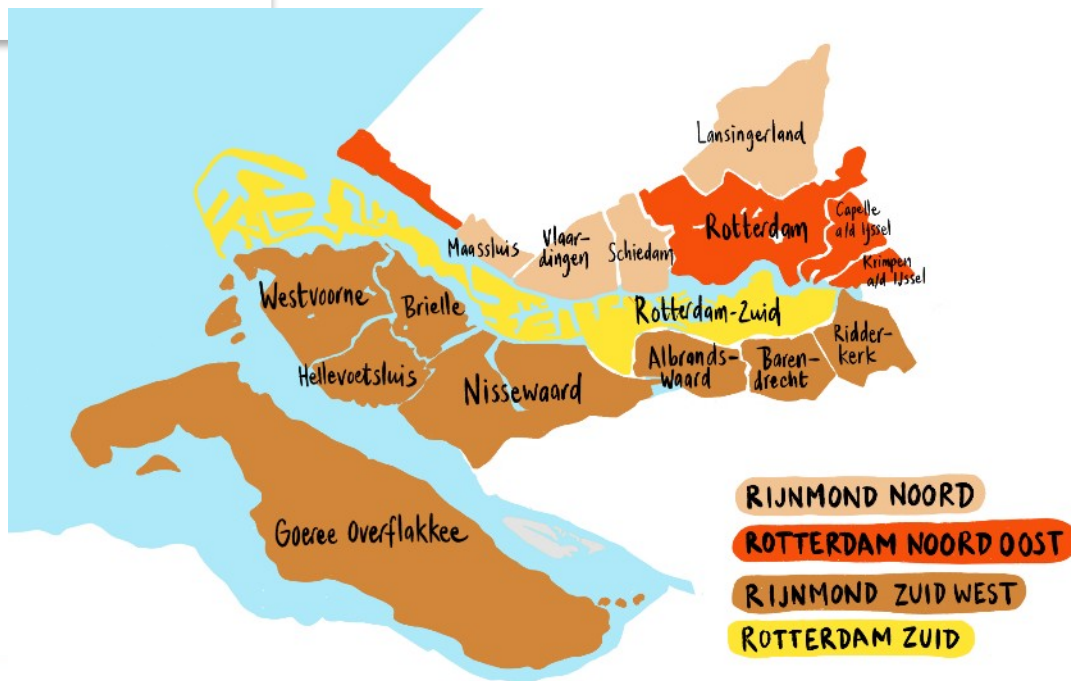 Lansingerland
Maassluis
Vlaar-
dingen
Schiedam
Rotterdam
Capelle
a/d Ijssel
Krimpen
a/d IJssel
Westvoorne
Brielle
Rotterdam-Zuid
Ridder-
kerk
Hellevoetsluis
Nissewaard
Albrands-
Waard
Baren-
drecht
Goeree Overflakkee
RIJNMOND NOORD
ROTTERDAM NOORD OOST
RIJNMOND ZUID WEST
ROTTERDAM ZUID